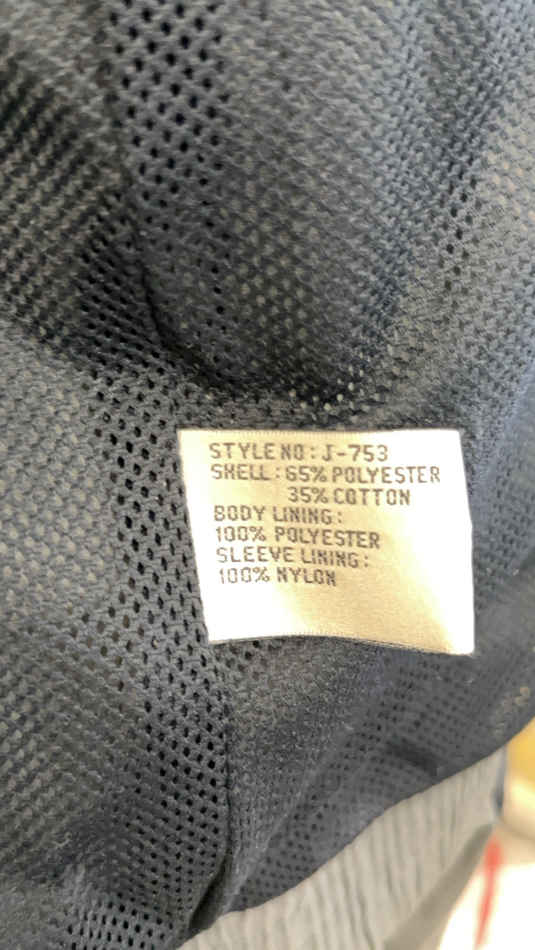 STYLE NO : J-753
SHELL : 65% POLYESTER
35% COTTON
BODY LINING :
100% POLYESTER
SLEEVE LINING :
100% NYLON